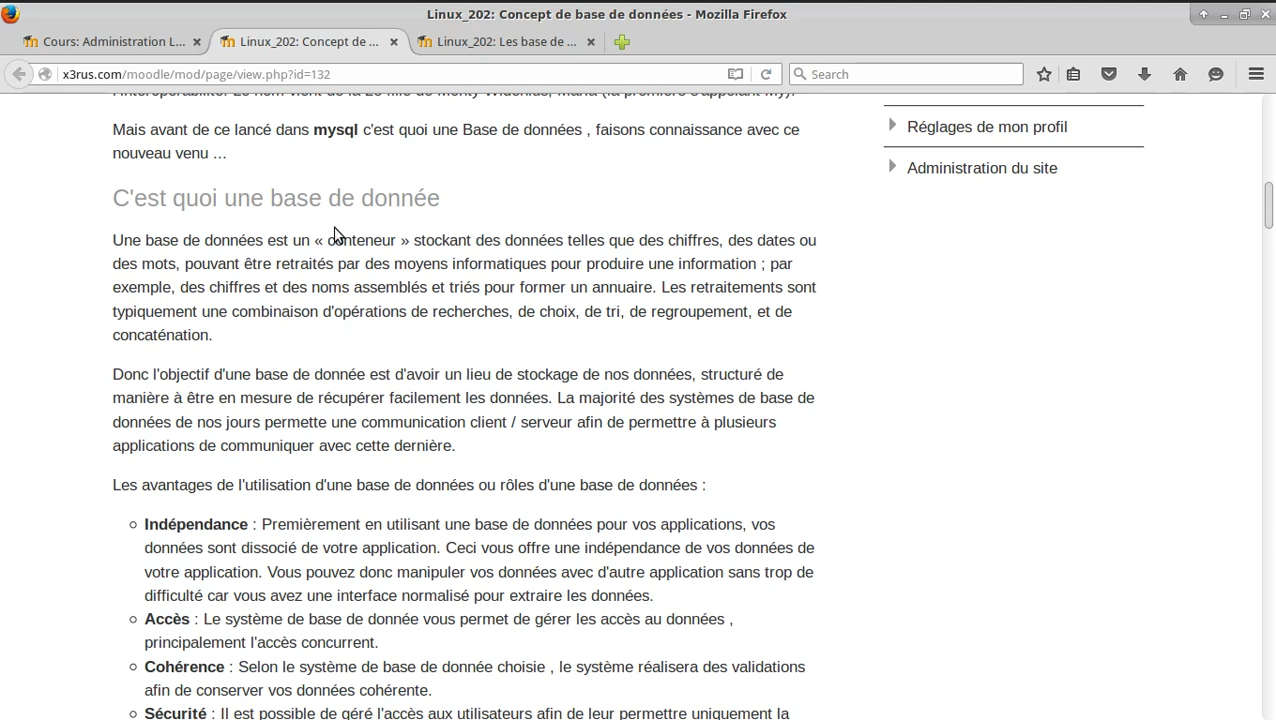 Linux_202: Concept de base de données - Mozilla Firefox
Cours: Administration L...
Linux_202: Concept de ...
Linux_202: Les base de ...
x3rus.com/moodle/mod/page/view.php?id=132
Search
Mais avant de ce lancé dans mysql c'est quoi une Base de données , faisons connaissance avec ce
nouveau venu ...
Réglages de mon profil
Administration du site
C'est quoi une base de donnée
Une base de données est un « conteneur » stockant des données telles que des chiffres, des dates ou
des mots, pouvant être retraités par des moyens informatiques pour produire une information ; par
exemple, des chiffres et des noms assemblés et triés pour former un annuaire. Les retraitements sont
typiquement une combinaison d'opérations de recherches, de choix, de tri, de regroupement, et de
concaténation.
Donc l'objectif d'une base de donnée est d'avoir un lieu de stockage de nos données, structuré de
manière à être en mesure de récupérer facilement les données. La majorité des systèmes de base de
données de nos jours permette une communication client / serveur afin de permettre à plusieurs
applications de communiquer avec cette dernière.
Les avantages de l'utilisation d'une base de données ou rôles d'une base de données :
Indépendance : Premièrement en utilisant une base de données pour vos applications, vos
données sont dissocié de votre application. Ceci vous offre une indépendance de vos données de
votre application. Vous pouvez donc manipuler vos données avec d'autre application sans trop de
difficulté car vous avez une interface normalisé pour extraire les données.
Accès : Le système de base de donnée vous permet de gérer les accès au données ,
principalement l'accès concurrent.
Cohérence : Selon le système de base de donnée choisie , le système réalisera des validations
afin de conserver vos données cohérente.
Sécurité : Il est possible de géré l'accès aux utilisateurs afin de leur permettre uniquement la